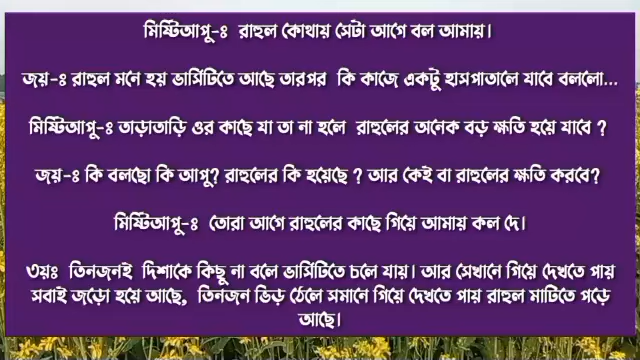 মিষ্টিআপু-ঃ রাহুল কোথায় সেটা আগে বল আমায়।
জয়-ঃ রাহুল মনে হয় ভার্সিটিতে আছে তারপর কি কাজে একটু হাসপাতালে যাবে বললো...
মিষ্টিআপু-ঃ তাড়াতাড়ি ওর কাছে যা তা না হলে রাহুলের অনেক বড় ক্ষতি হয়ে যাবে ?
জয়-ঃ কি বলছো কি আপু? রাহুলের কি হয়েছে ? আর কেই বা রাহুলের ক্ষতি করবে?
মিষ্টিআপু-ঃ তোরা আগে রাহুলের কাছে গিয়ে আমায় কল দে।
৩য়ঃ তিনজনই দিশাকে কিছু না বলে ভার্সিটিতে চলে যায়। আর সেখানে গিয়ে দেখতে পায়
সবাই জড়ো হয়ে আছে, তিনজন ভিড় ঠেলে সমানে গিয়ে দেখতে পায় রাহুল মাটিতে পড়ে
আছে।